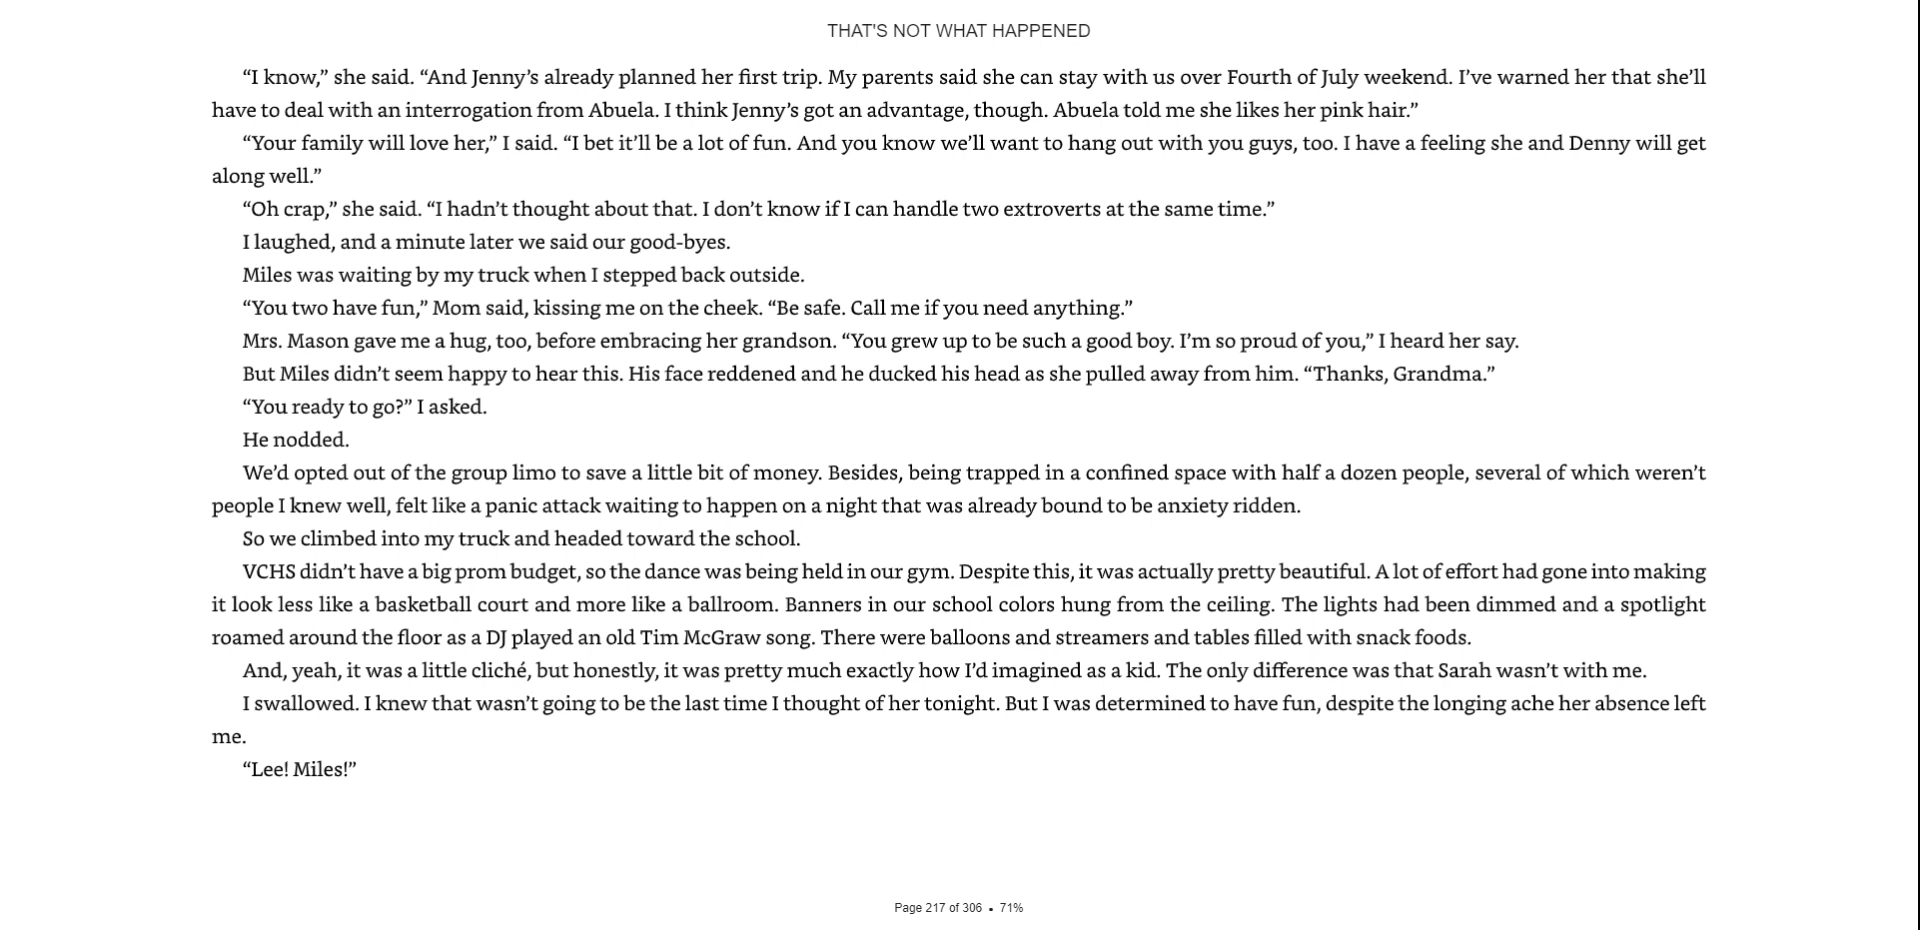 THAT'S NOT WHAT HAPPENED
“I know,” she said. “And Jenny’s already planned her first trip. My parents said she can stay with us over Fourth of July weekend. I’ve warned her that she’ll
have to deal with an interrogation from Abuela. I think Jenny’s got an advantage, though. Abuela told me she likes her pink hair.”
“Your family will love her,” I said. “I bet it’ll be a lot of fun. And you know we’ll want to hang out with you guys, too. I have a feeling she and Denny will get
along well.”
“Oh crap,” she said. “I hadn’t thought about that. I don’t know if I can handle two extroverts at the same time.”
I laughed, and a minute later we said our good-byes.
Miles was waiting by my truck when I stepped back outside.
“You two have fun,” Mom said, kissing me on the cheek. “Be safe. Call me if you need anything.”
Mrs. Mason gave me a hug, too, before embracing her grandson. “You grew up to be such a good boy. I’m so proud of you,” I heard her say.
But Miles didn’t seem happy to hear this. His face reddened and he ducked his head as she pulled away from him. “Thanks, Grandma.”
“You ready to go?” I asked.
He nodded.
We’d opted out of the group limo to save a little bit of money. Besides, being trapped in a confined space with half a dozen people, several of which weren’t
people I knew well, felt like a panic attack waiting to happen on a night that was already bound to be anxiety ridden.
So we climbed into my truck and headed toward the school.
VCHS didn’t have a big prom budget, so the dance was being held in our gym. Despite this, it was actually pretty beautiful. A lot of effort had gone into making
it look less like a basketball court and more like a ballroom. Banners in our school colors hung from the ceiling. The lights had been dimmed and a spotlight
roamed around the floor as a DJ played an old Tim McGraw song. There were balloons and streamers and tables filled with snack foods.
And, yeah, it was a little cliché, but honestly, it was pretty much exactly how I’d imagined as a kid. The only difference was that Sarah wasn’t with me.
I swallowed. I knew that wasn’t going to be the last time I thought of her tonight. But I was determined to have fun, despite the longing ache her absence left
me.
“Lee! Miles!”
Page 217 of 306 • 71%